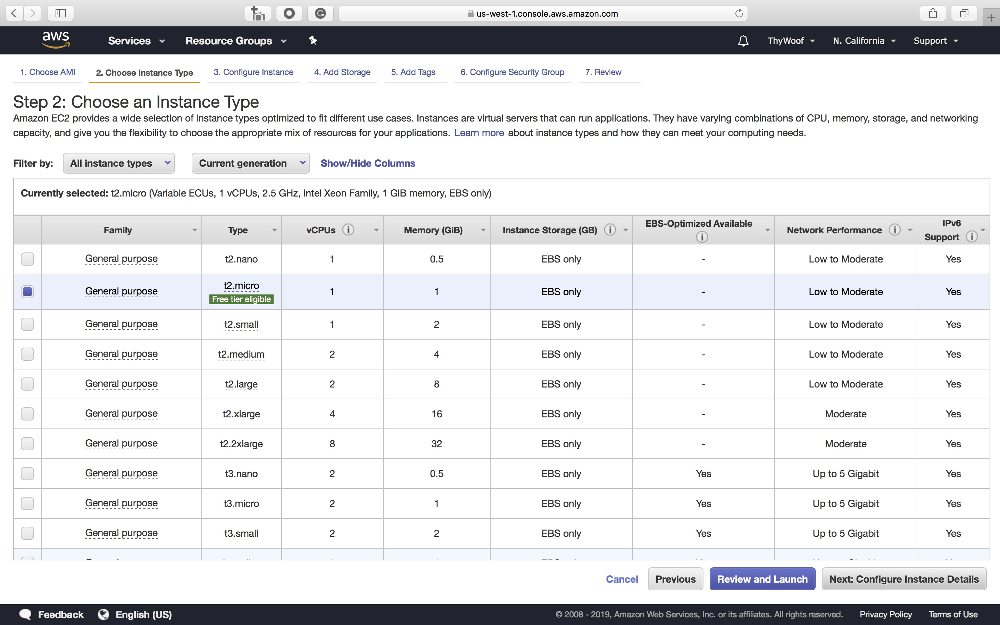 us-west-1.console.aws.amazon.com
aws Services Resource Groups ThyWoof N. California Support
1. Choose AMI 2. Choose Instance Type 3. Configure Instance 4. Add Storage 5. Add Tags 6. Configure Security Group 7. Review
Step 2: Choose an Instance Type
Amazon EC2 provides a wide selection of instance types optimized to fit different use cases. Instances are virtual servers that can run applications. They have varying combinations of CPU, memory, storage, and networking
capacity, and give you the flexibility to choose the appropriate mix of resources for your applications. Learn more about instance types and how they can meet your computing needs.
Filter by: All instance types Current generation Show/Hide Columns
Currently selected: t2.micro (Variable ECUs, 1 vCPUs, 2.5 GHz, Intel Xeon Family, 1 GiB memory, EBS only)
Family Type vCPUs Memory (GiB) Instance Storage (GB) EBS-Optimized Available Network Performance IPv6 Support
General purpose t2.nano 1 0.5 EBS only - Low to Moderate Yes
General purpose t2.micro Free tier eligible 1 1 EBS only - Low to Moderate Yes
General purpose t2.small 1 2 EBS only - Low to Moderate Yes
General purpose t2.medium 2 4 EBS only - Low to Moderate Yes
General purpose t2.large 2 8 EBS only - Low to Moderate Yes
General purpose t2.xlarge 4 16 EBS only - Moderate Yes
General purpose t2.2xlarge 8 32 EBS only - Moderate Yes
General purpose t3.nano 2 0.5 EBS only Yes Up to 5 Gigabit Yes
General purpose t3.micro 2 1 EBS only Yes Up to 5 Gigabit Yes
General purpose t3.small 2 2 EBS only Yes Up to 5 Gigabit Yes
Cancel Previous Review and Launch Next: Configure Instance Details
Feedback English (US) © 2008 - 2019, Amazon Web Services, Inc. or its affiliates. All rights reserved. Privacy Policy Terms of Use